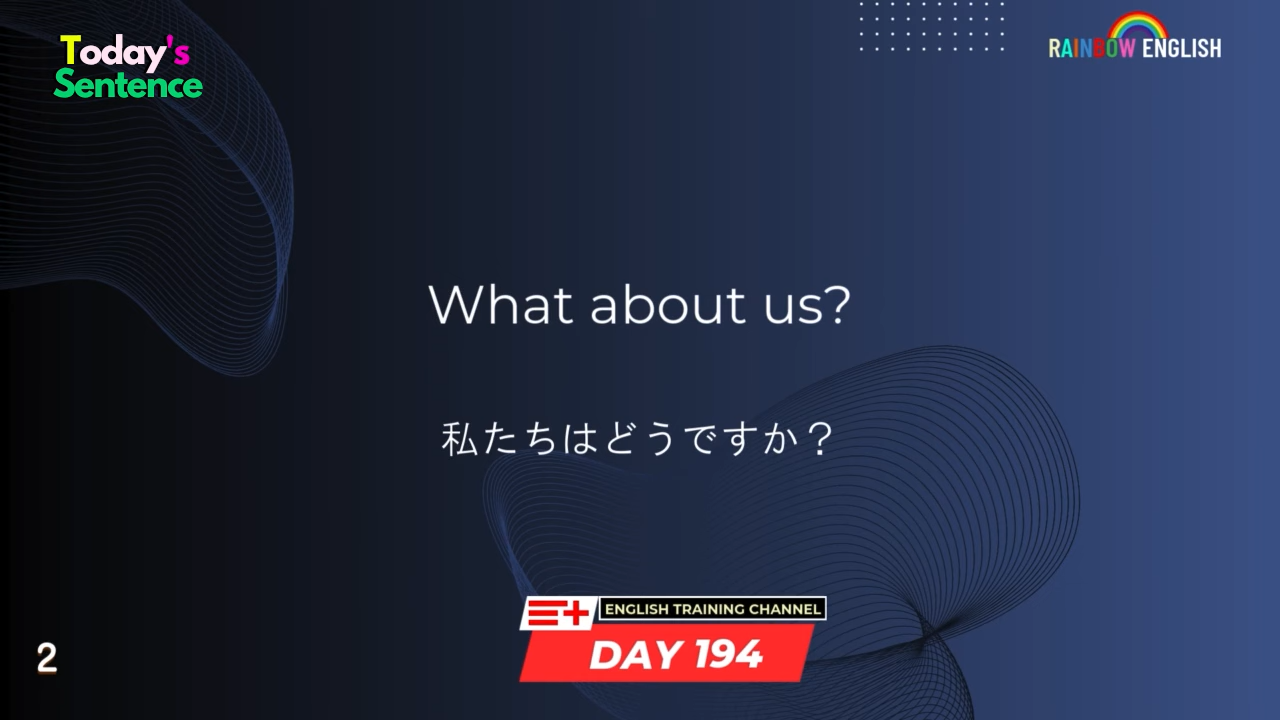 Today's
Sentence
RAINBOW ENGLISH
What about us?
私たちはどうですか？
ENGLISH TRAINING CHANNEL
DAY 194
2